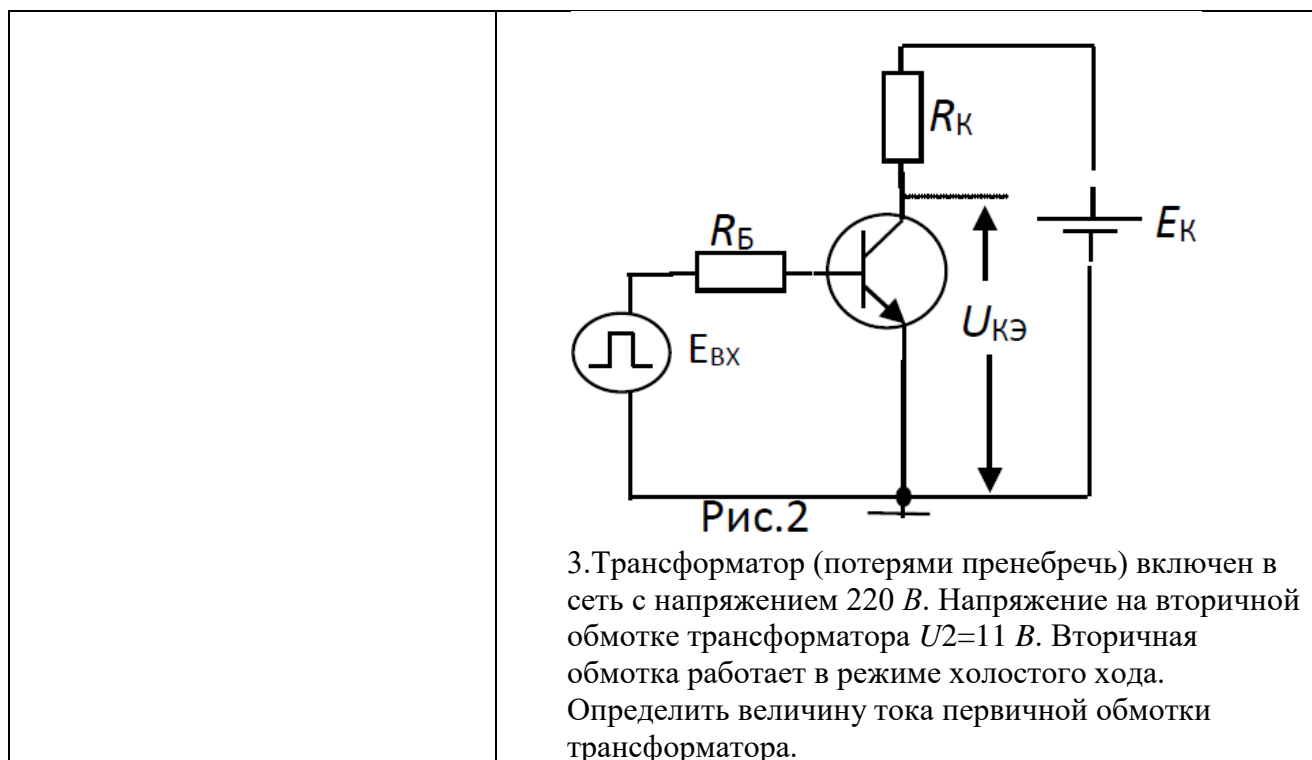 RК
EК
RБ
UКЭ
EВХ
Рис.2
3.Трансформатор (потерями пренебречь) включен в
сеть с напряжением 220 В. Напряжение на вторичной
обмотке трансформатора U2=11 В. Вторичная
обмотка работает в режиме холостого хода.
Определить величину тока первичной обмотки
трансформатора.